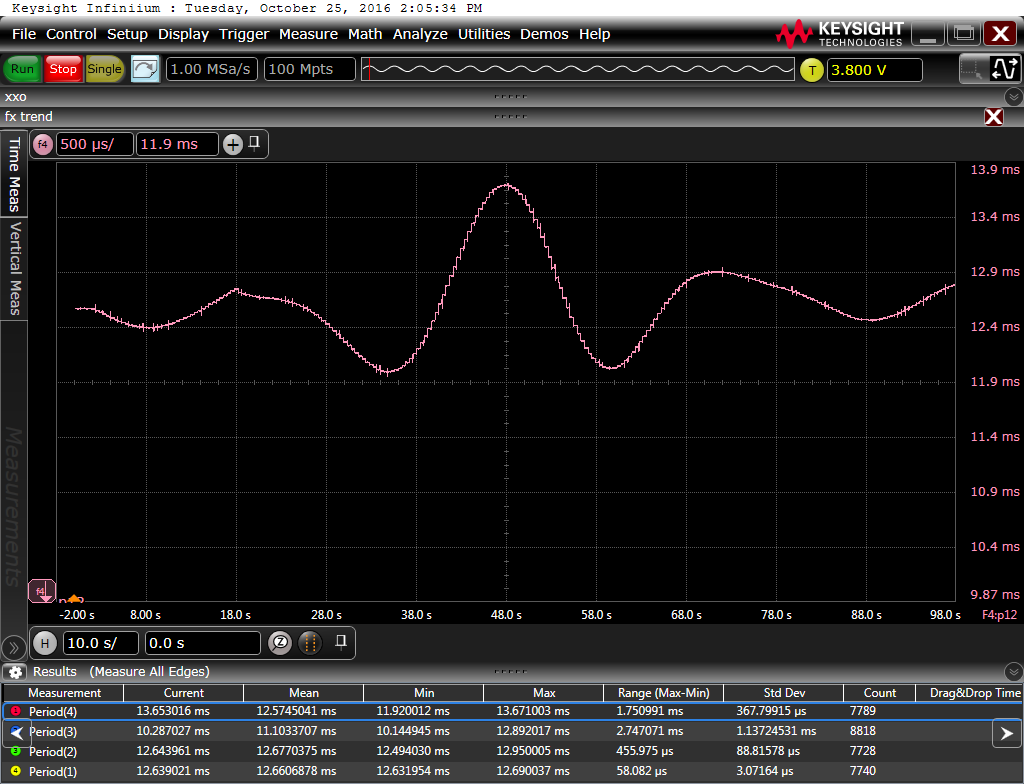 Keysight Infiniium : Tuesday, October 25, 2016 2:05:34 PM
File Control Setup Display Trigger Measure Math Analyze Utilities Demos Help
KEYSIGHT
TECHNOLOGIES
Run Stop Single 1.00 MSa/s 100 Mpts T 3.800 V
xxo
fx trend
f4 500 µs/ 11.9 ms
Time Meas
Vertical Meas
Measurements
13.9 ms
13.4 ms
12.9 ms
12.4 ms
11.9 ms
11.4 ms
10.9 ms
10.4 ms
9.87 ms
f4
-2.00 s 8.00 s 18.0 s 28.0 s 38.0 s 48.0 s 58.0 s 68.0 s 78.0 s 88.0 s 98.0 s F4:p12
H 10.0 s/ 0.0 s
Results (Measure All Edges)
Measurement Current Mean Min Max Range (Max-Min) Std Dev Count Drag&Drop Time
Period(4) 13.653016 ms 12.5745041 ms 11.920012 ms 13.671003 ms 1.750991 ms 367.79915 µs 7789
Period(3) 10.287027 ms 11.1033707 ms 10.144945 ms 12.892017 ms 2.747071 ms 1.13724531 ms 8818
Period(2) 12.643961 ms 12.6770375 ms 12.494030 ms 12.950005 ms 455.975 µs 88.81578 µs 7728
Period(1) 12.639021 ms 12.6606878 ms 12.631954 ms 12.690037 ms 58.082 µs 3.07164 µs 7740